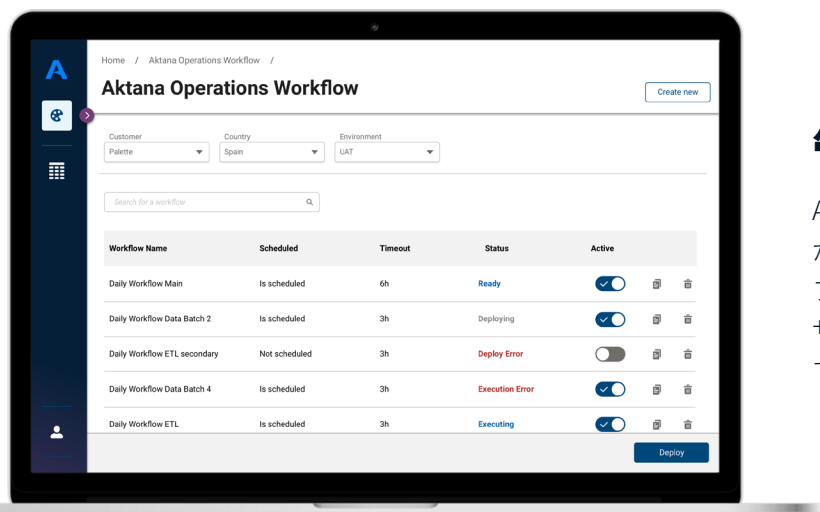 Home / Aktana Operations Workflow /
Aktana Operations Workflow
Create new
Customer Country Environment
Palette Spain UAT
Search for a workflow
Workflow Name Scheduled Timeout Status Active
Daily Workflow Main Is scheduled 6h Ready
Daily Workflow Data Batch 2 Is scheduled 3h Deploying
Daily Workflow ETL secondary Not scheduled 3h Deploy Error
Daily Workflow Data Batch 4 Is scheduled 3h Execution Error
Daily Workflow ETL Is scheduled 3h Executing
Deploy